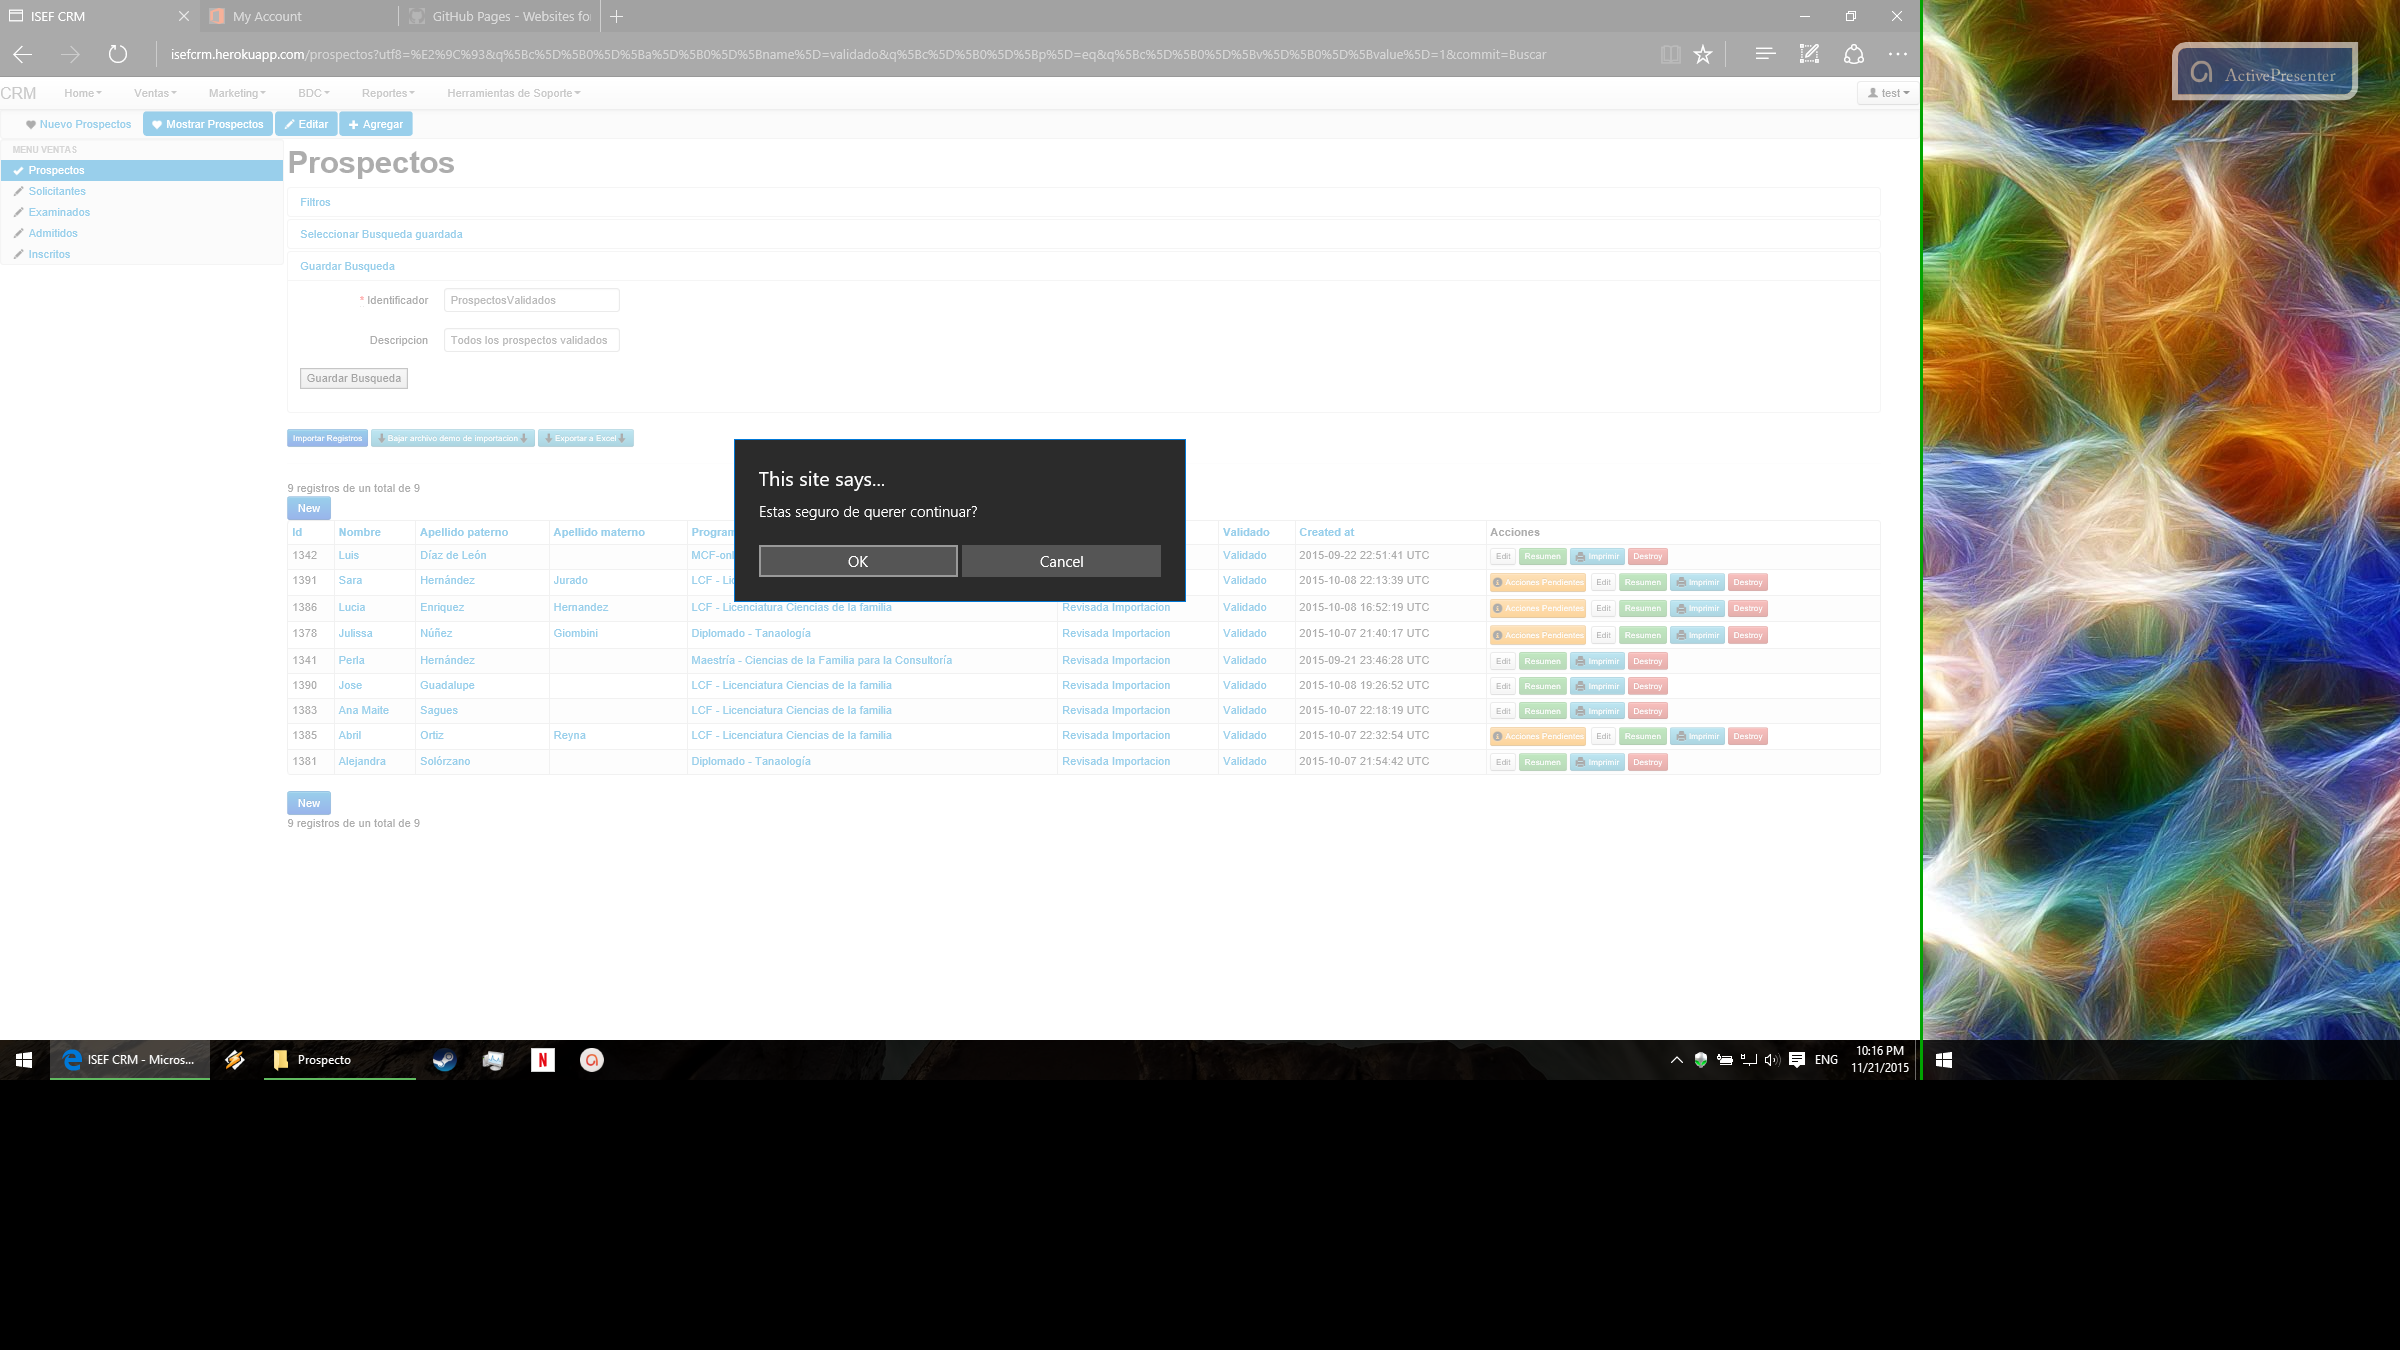 ISEF CRM
My Account
GitHub Pages - Websites fo
isefcrm.herokuapp.com/prospectos?utf8=%E2%9C%93&q%5Bc%5D%5B0%5D%5Ba%5D%5B0%5D%5Bname%5D=validado&q%5Bc%5D%5B0%5D%5Bp%5D=eq&q%5Bc%5D%5B0%5D%5Bv%5D%5B0%5D%5Bvalue%5D=1&commit=Buscar
ActivePresenter
CRM Home Ventas Marketing BDC Reportes Herramientas de Soporte test
Nuevo Prospectos Mostrar Prospectos Editar Agregar
MENU VENTAS
Prospectos
Solicitantes
Examinados
Admitidos
Inscritos
Prospectos
Filtros
Seleccionar Busqueda guardada
Guardar Busqueda
* Identificador ProspectosValidados
Descripcion Todos los prospectos validados
Guardar Busqueda
Importar Registros Bajar archivo demo de importacion Exportar a Excel
This site says...
Estas seguro de querer continuar?
OK Cancel
9 registros de un total de 9
New
Id Nombre Apellido paterno Apellido materno Program Validado Created at Acciones
1342 Luis Díaz de León MCF-onl Validado 2015-09-22 22:51:41 UTC Edit Resumen Imprimir Destroy
1391 Sara Hernández Jurado LCF - Lic Validado 2015-10-08 22:13:39 UTC Acciones Pendientes Edit Resumen Imprimir Destroy
1386 Lucia Enriquez Hernandez LCF - Licenciatura Ciencias de la familia Revisada Importacion Validado 2015-10-08 16:52:19 UTC Acciones Pendientes Edit Resumen Imprimir Destroy
1378 Julissa Núñez Giombini Diplomado - Tanaología Revisada Importacion Validado 2015-10-07 21:40:17 UTC Acciones Pendientes Edit Resumen Imprimir Destroy
1341 Perla Hernández Maestría - Ciencias de la Familia para la Consultoría Revisada Importacion Validado 2015-09-21 23:46:28 UTC Edit Resumen Imprimir Destroy
1390 Jose Guadalupe LCF - Licenciatura Ciencias de la familia Revisada Importacion Validado 2015-10-08 19:26:52 UTC Edit Resumen Imprimir Destroy
1383 Ana Maite Sagues LCF - Licenciatura Ciencias de la familia Revisada Importacion Validado 2015-10-07 22:18:19 UTC Edit Resumen Imprimir Destroy
1385 Abril Ortiz Reyna LCF - Licenciatura Ciencias de la familia Revisada Importacion Validado 2015-10-07 22:32:54 UTC Acciones Pendientes Edit Resumen Imprimir Destroy
1381 Alejandra Solórzano Diplomado - Tanaología Revisada Importacion Validado 2015-10-07 21:54:42 UTC Edit Resumen Imprimir Destroy
New
9 registros de un total de 9
ISEF CRM - Micros...
Prospecto
N
ENG
10:16 PM
11/21/2015